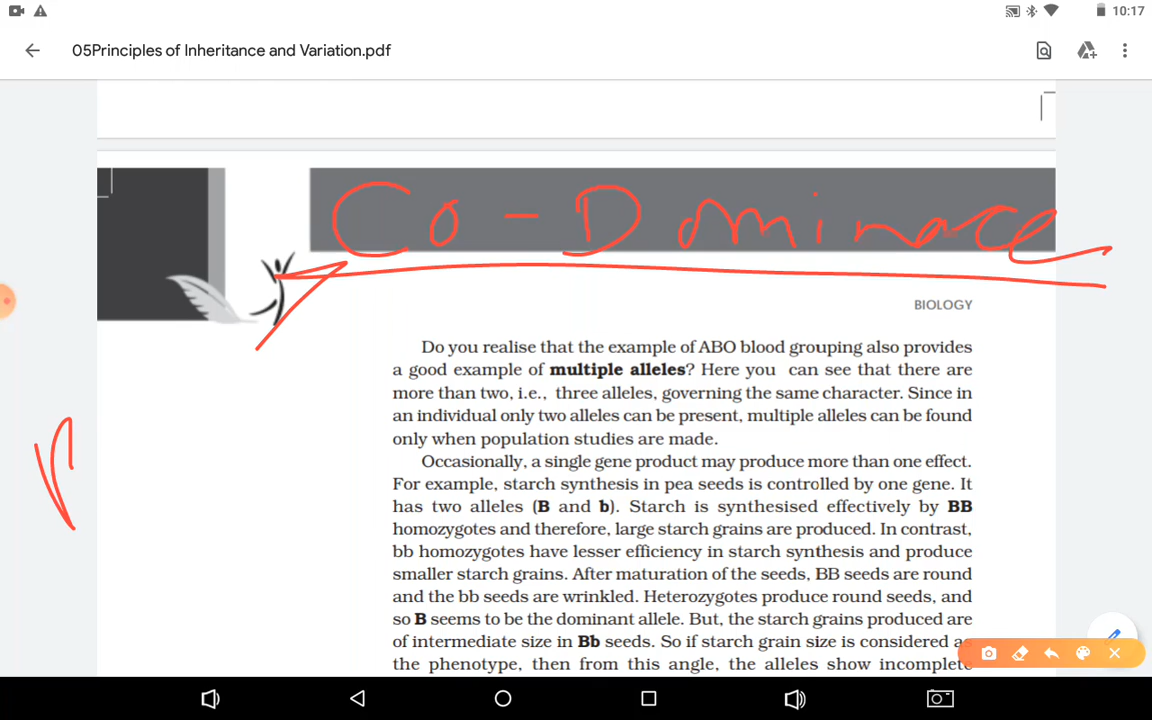 10:17
05Principles of Inheritance and Variation.pdf
Co-Dominace
BIOLOGY
Do you realise that the example of ABO blood grouping also provides
a good example of multiple alleles? Here you can see that there are
more than two, i.e., three alleles, governing the same character. Since in
an individual only two alleles can be present, multiple alleles can be found
only when population studies are made.
Occasionally, a single gene product may produce more than one effect.
For example, starch synthesis in pea seeds is controlled by one gene. It
has two alleles (B and b). Starch is synthesised effectively by BB
homozygotes and therefore, large starch grains are produced. In contrast,
bb homozygotes have lesser efficiency in starch synthesis and produce
smaller starch grains. After maturation of the seeds, BB seeds are round
and the bb seeds are wrinkled. Heterozygotes produce round seeds, and
so B seems to be the dominant allele. But, the starch grains produced are
of intermediate size in Bb seeds. So if starch grain size is considered as
the phenotype, then from this angle, the alleles show incomplete